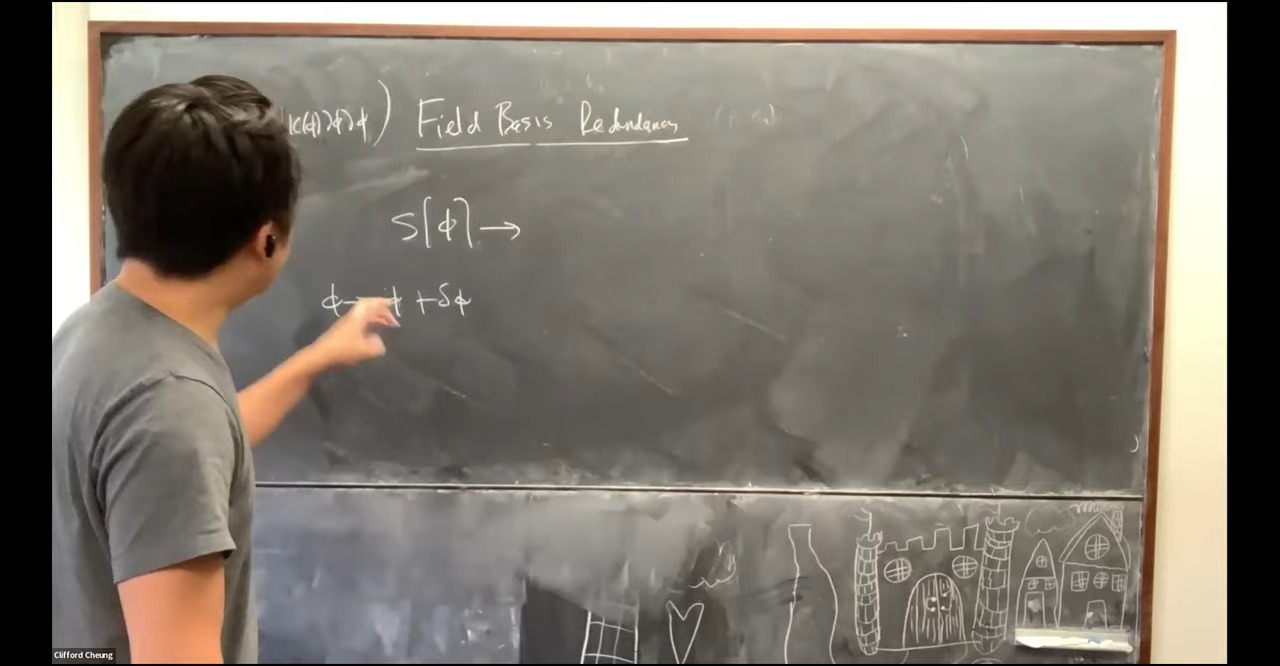 K(φ)∂φ∂φ) Field Basis Redundancy
S[φ] →
φ → φ + δφ
Clifford Cheung